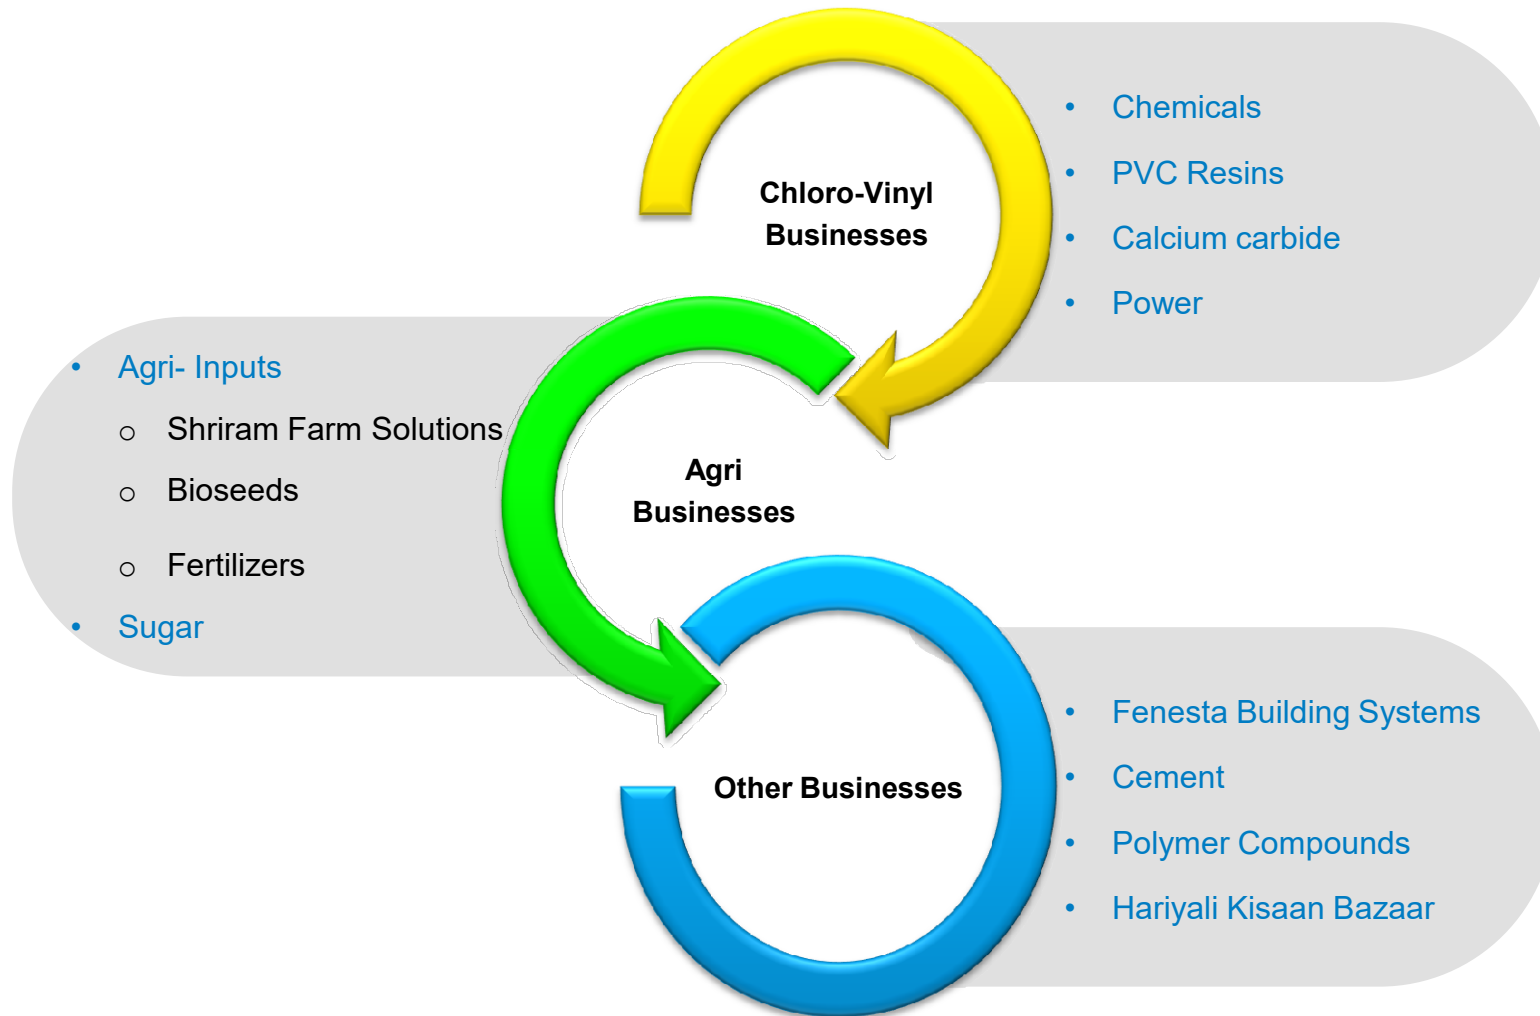 Chloro-Vinyl
Businesses
• Chemicals
• PVC Resins
• Calcium carbide
• Power
• Agri- Inputs
o Shriram Farm Solutions
o Bioseeds
o Fertilizers
• Sugar
Agri
Businesses
Other Businesses
• Fenesta Building Systems
• Cement
• Polymer Compounds
• Hariyali Kisaan Bazaar